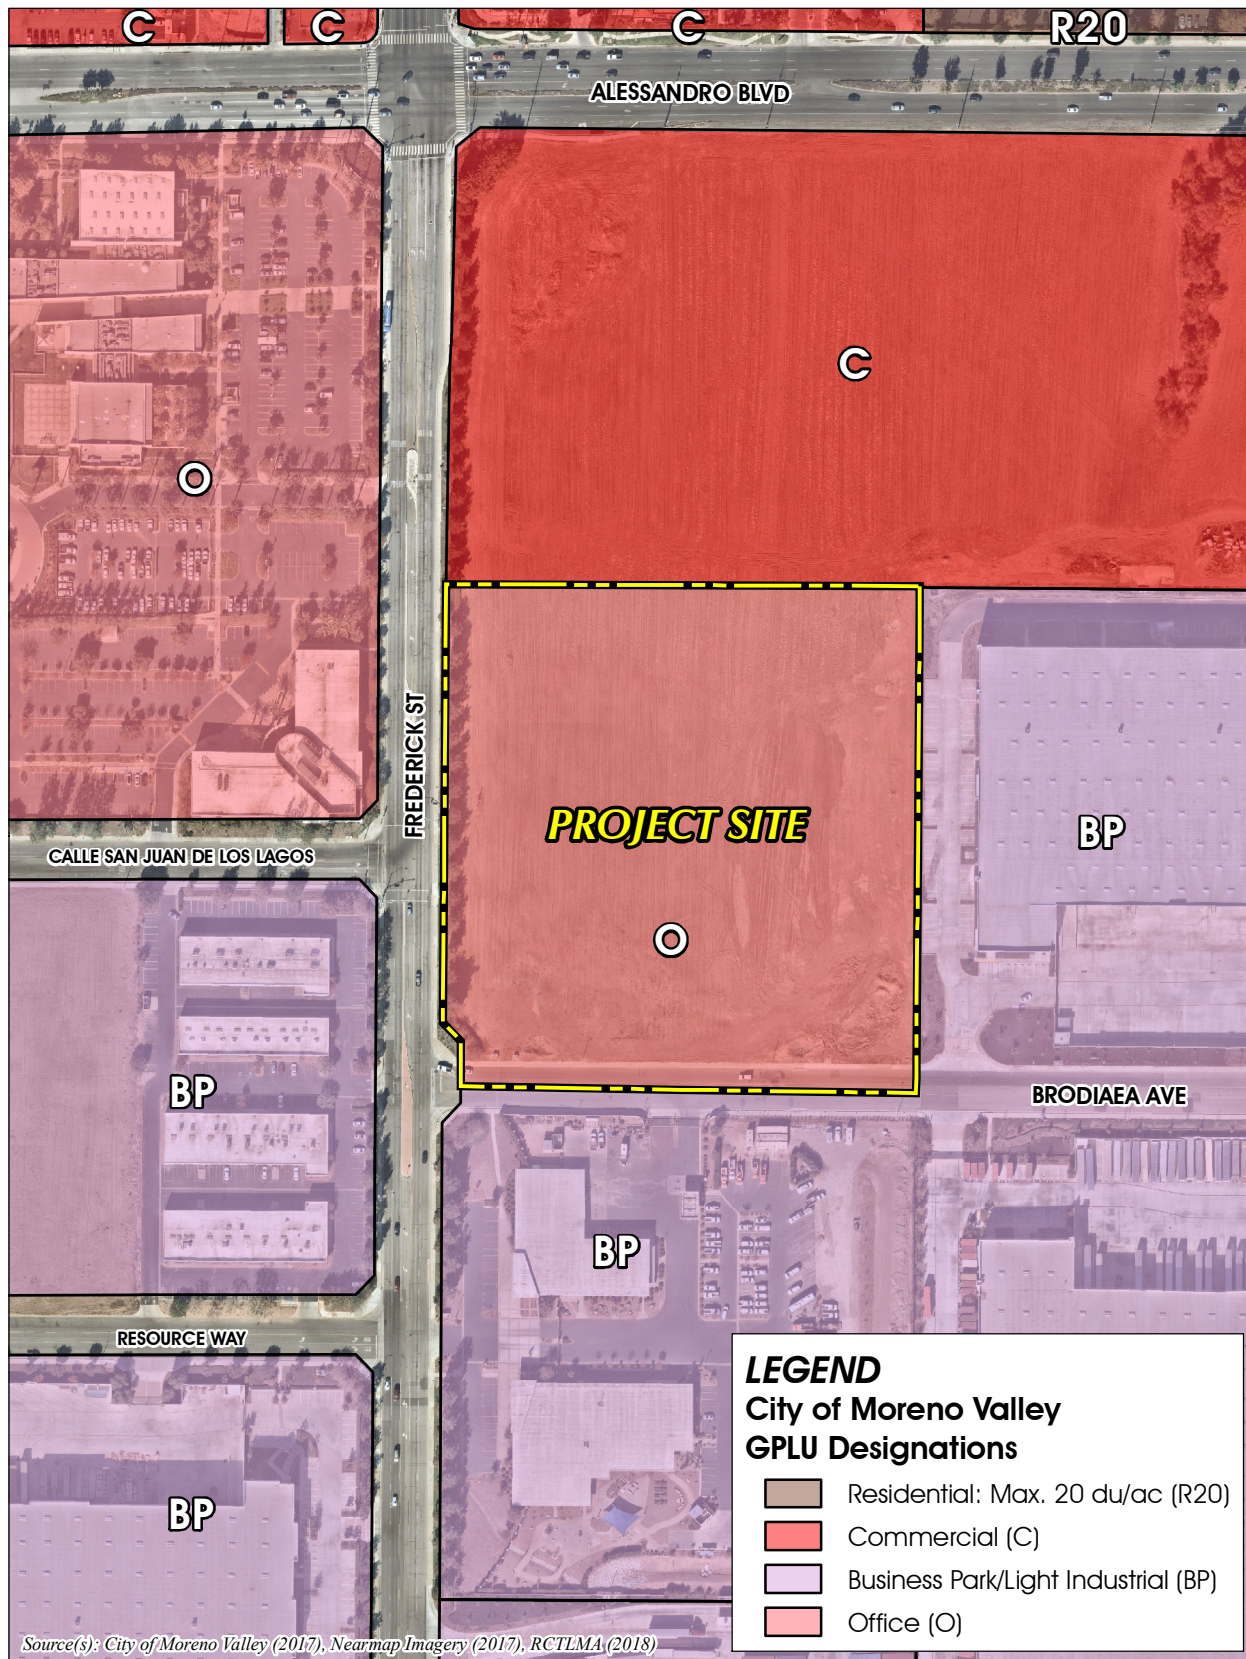 C
C
C
R20
ALESSANDRO BLVD
C
O
FREDERICK ST
PROJECT SITE
BP
CALLE SAN JUAN DE LOS LAGOS
O
BP
BRODIAEA AVE
BP
RESOURCE WAY
BP
LEGEND
City of Moreno Valley
GPLU Designations
Residential: Max. 20 du/ac (R20)
Commercial (C)
Business Park/Light Industrial (BP)
Office (O)
Source(s): City of Moreno Valley (2017), Nearmap Imagery (2017), RCTLMA (2018)